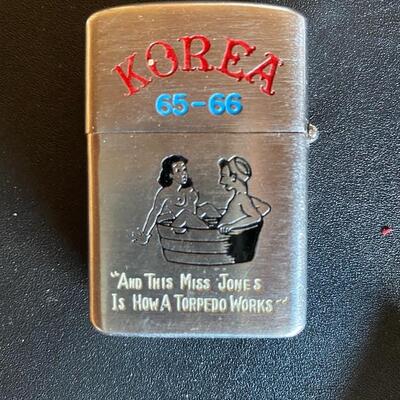 KOREA
65-66
"AND THIS MISS JONES
IS HOW A TORPEDO WORKS"